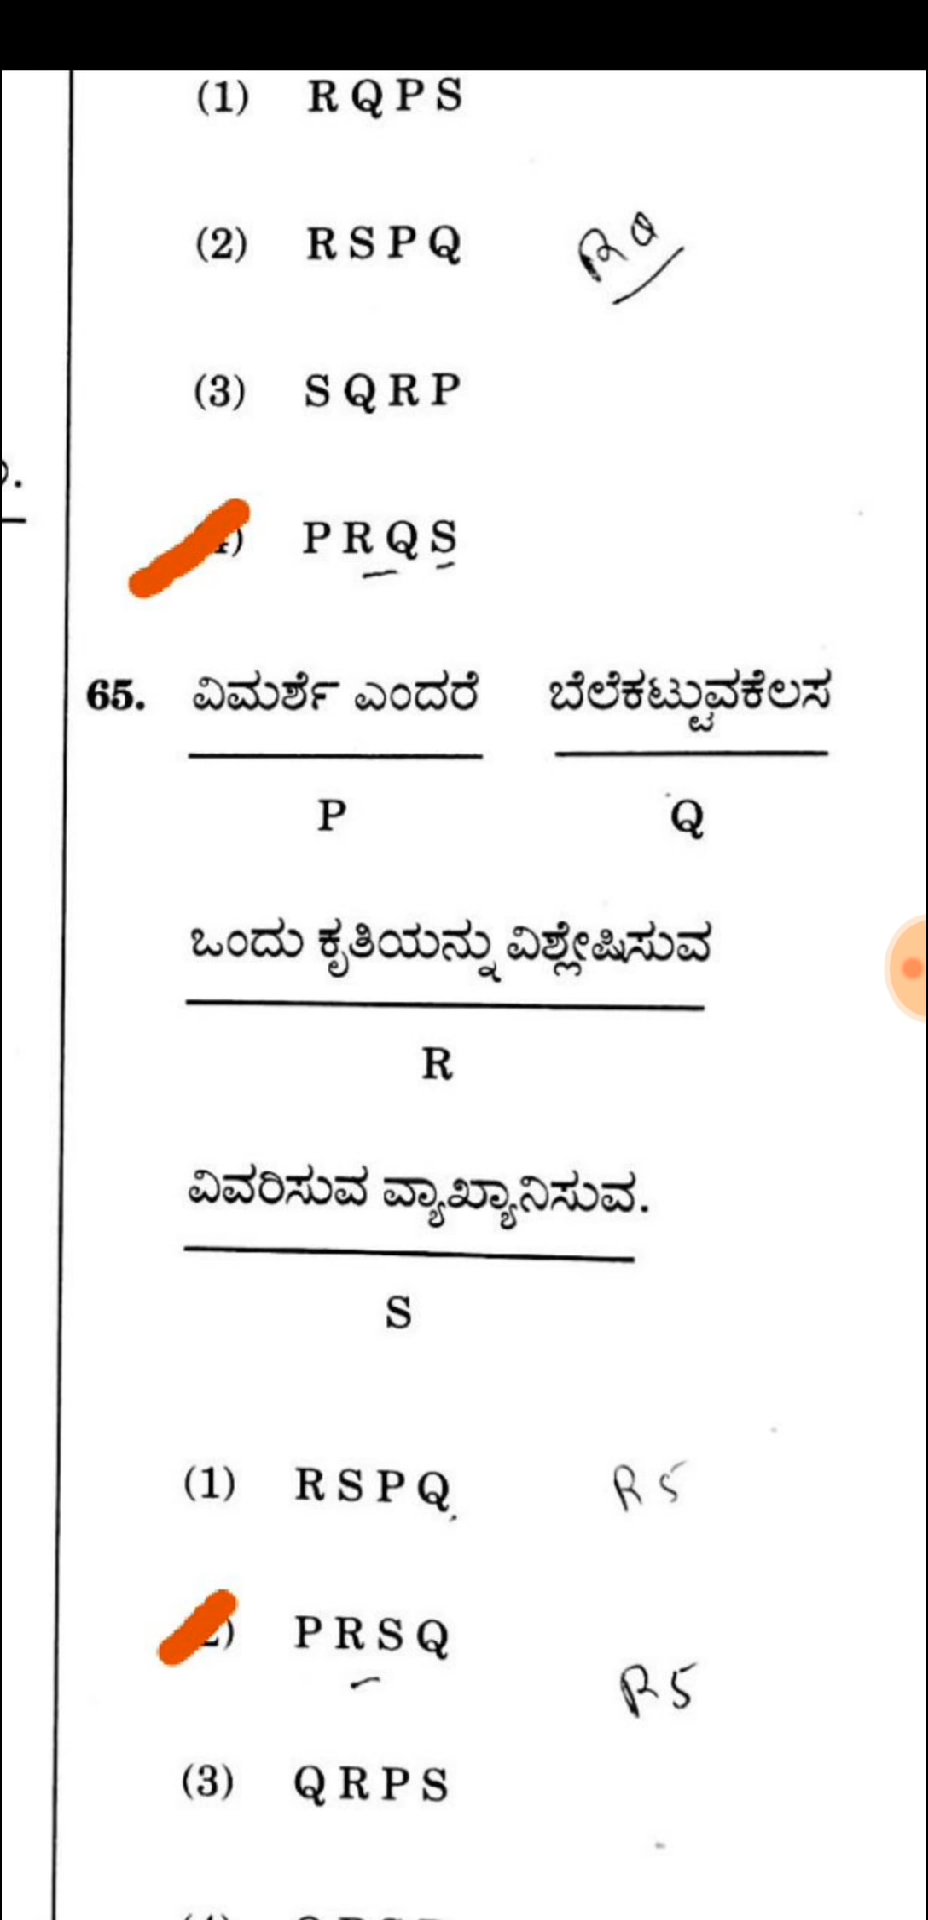 (1) R Q P S
(2) R S P Q
R Q
(3) S Q R P
P R Q S
65. ವಿಮರ್ಶೆ ಎಂದರೆ ಬೆಲೆಕಟ್ಟುವಕೆಲಸ
P Q
ಒಂದು ಕೃತಿಯನ್ನು ವಿಶ್ಲೇಷಿಸುವ
R
ವಿವರಿಸುವ ವ್ಯಾಖ್ಯಾನಿಸುವ.
S
(1) R S P Q
R S
P R S Q
R S
(3) Q R P S